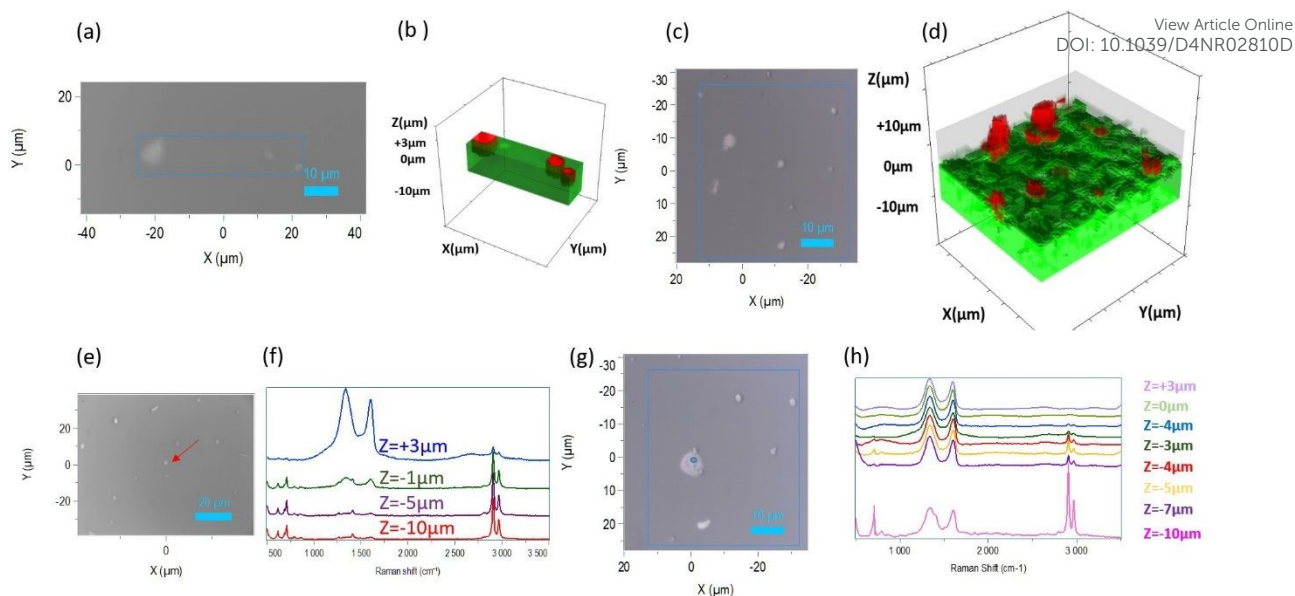 View Article Online
DOI: 10.1039/D4NR02810D
(a)
Y (µm)
20
0
10 µm
-40 -20 0 20 40
X (µm)
(b )
Z(µm)
+3µm
0µm
-10µm
X(µm)
Y(µm)
(c)
Y (µm)
-30
-20
-10
0
10
20
10 µm
20 0 -20
X (µm)
(d)
Z(µm)
+10µm
0µm
-10µm
X(µm)
Y(µm)
(e)
Y (µm)
20
0
-20
20 µm
0
X (µm)
(f)
Z=+3µm
Z=-1µm
Z=-5µm
Z=-10µm
500 1 000 1 500 2 000 2 500 3 000 3 500
Raman shift (cm⁻¹)
(g)
Y (µm)
-30
-20
-10
0
10
20
10 µm
20 0 -20
X (µm)
(h)
Z=+3µm
Z=0µm
Z=-4µm
Z=-3µm
Z=-4µm
Z=-5µm
Z=-7µm
Z=-10µm
1 000 2 000 3 000
Raman Shift (cm-1)